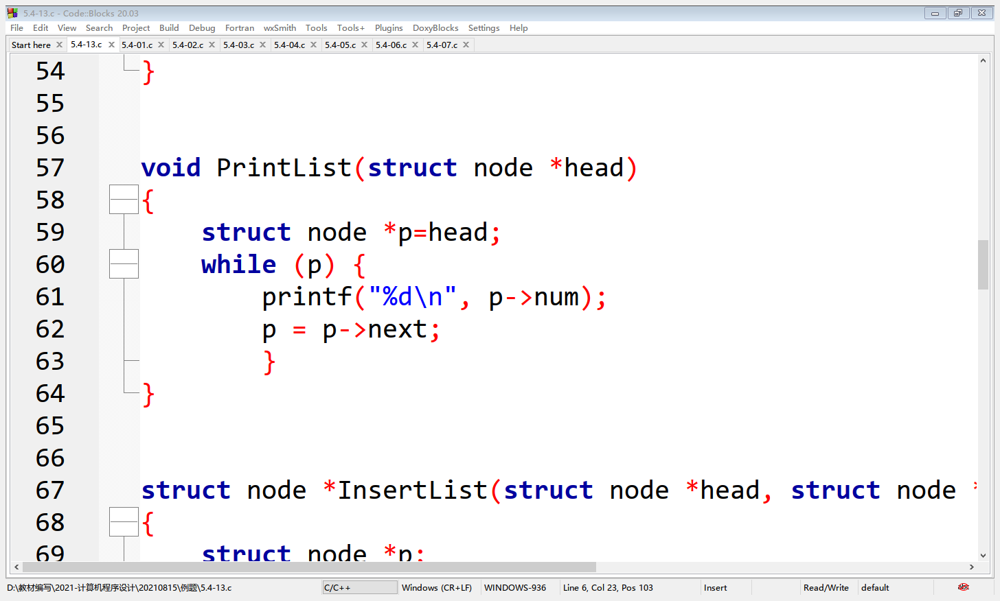 5.4-13.c - Code::Blocks 20.03
File Edit View Search Project Build Debug Fortran wxSmith Tools Tools+ Plugins DoxyBlocks Settings Help
Start here 5.4-13.c 5.4-01.c 5.4-02.c 5.4-03.c 5.4-04.c 5.4-05.c 5.4-06.c 5.4-07.c
54 }
55
56
57 void PrintList(struct node *head)
58 {
59     struct node *p=head;
60     while (p) {
61         printf("%d\n", p->num);
62         p = p->next;
63         }
64 }
65
66
67 struct node *InsertList(struct node *head, struct node *
68 {
69     struct node *p;
D:\教材编写\2021-计算机程序设计\20210815\例题\5.4-13.c C/C++ Windows (CR+LF) WINDOWS-936 Line 6, Col 23, Pos 103 Insert Read/Write default abc